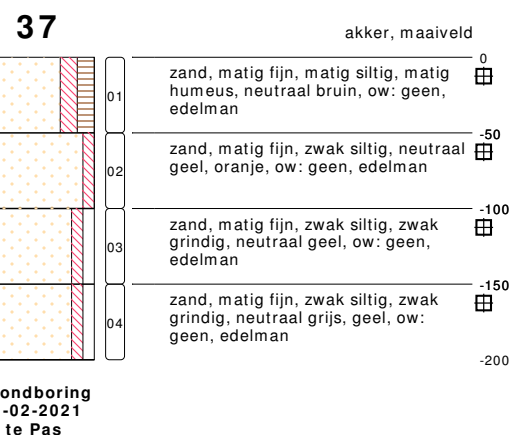 37
akker, maaiveld
0
01
zand, matig fijn, matig siltig, matig
humeus, neutraal bruin, ow: geen,
edelman
-50
02
zand, matig fijn, zwak siltig, neutraal
geel, oranje, ow: geen, edelman
-100
03
zand, matig fijn, zwak siltig, zwak
grindig, neutraal geel, ow: geen,
edelman
-150
04
zand, matig fijn, zwak siltig, zwak
grindig, neutraal grijs, geel, ow:
geen, edelman
-200
ondboring
-02-2021
te Pas